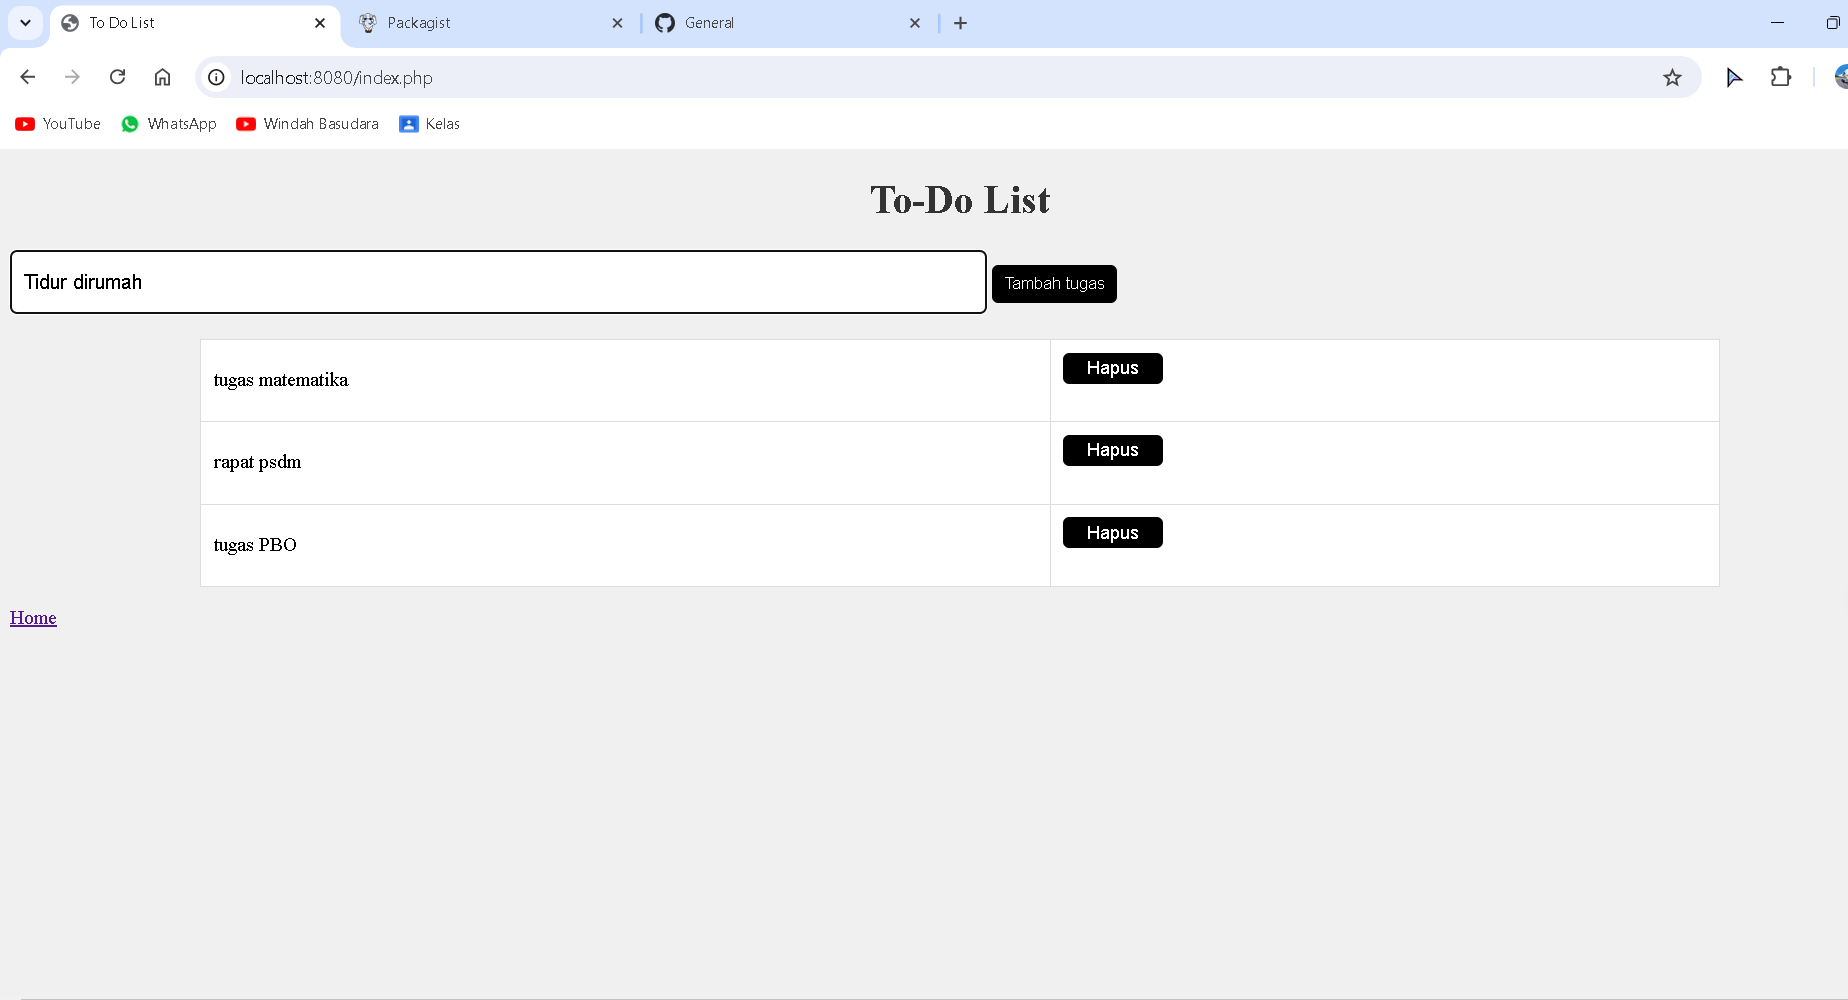 To Do List
Packagist
General
localhost:8080/index.php
YouTube
WhatsApp
Windah Basudara
Kelas
To-Do List
Tidur dirumah
Tambah tugas
tugas matematika
Hapus
rapat psdm
Hapus
tugas PBO
Hapus
Home